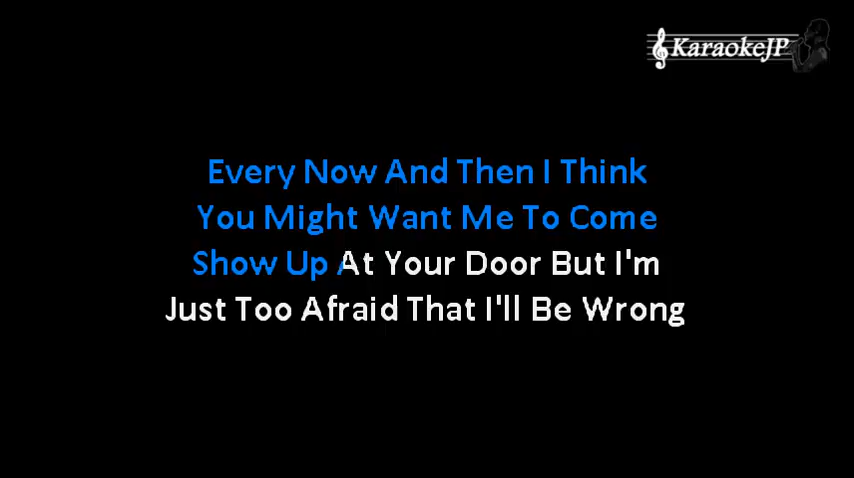 KaraokeJP
Every Now And Then I Think
You Might Want Me To Come
Show Up At Your Door But I'm
Just Too Afraid That I'll Be Wrong